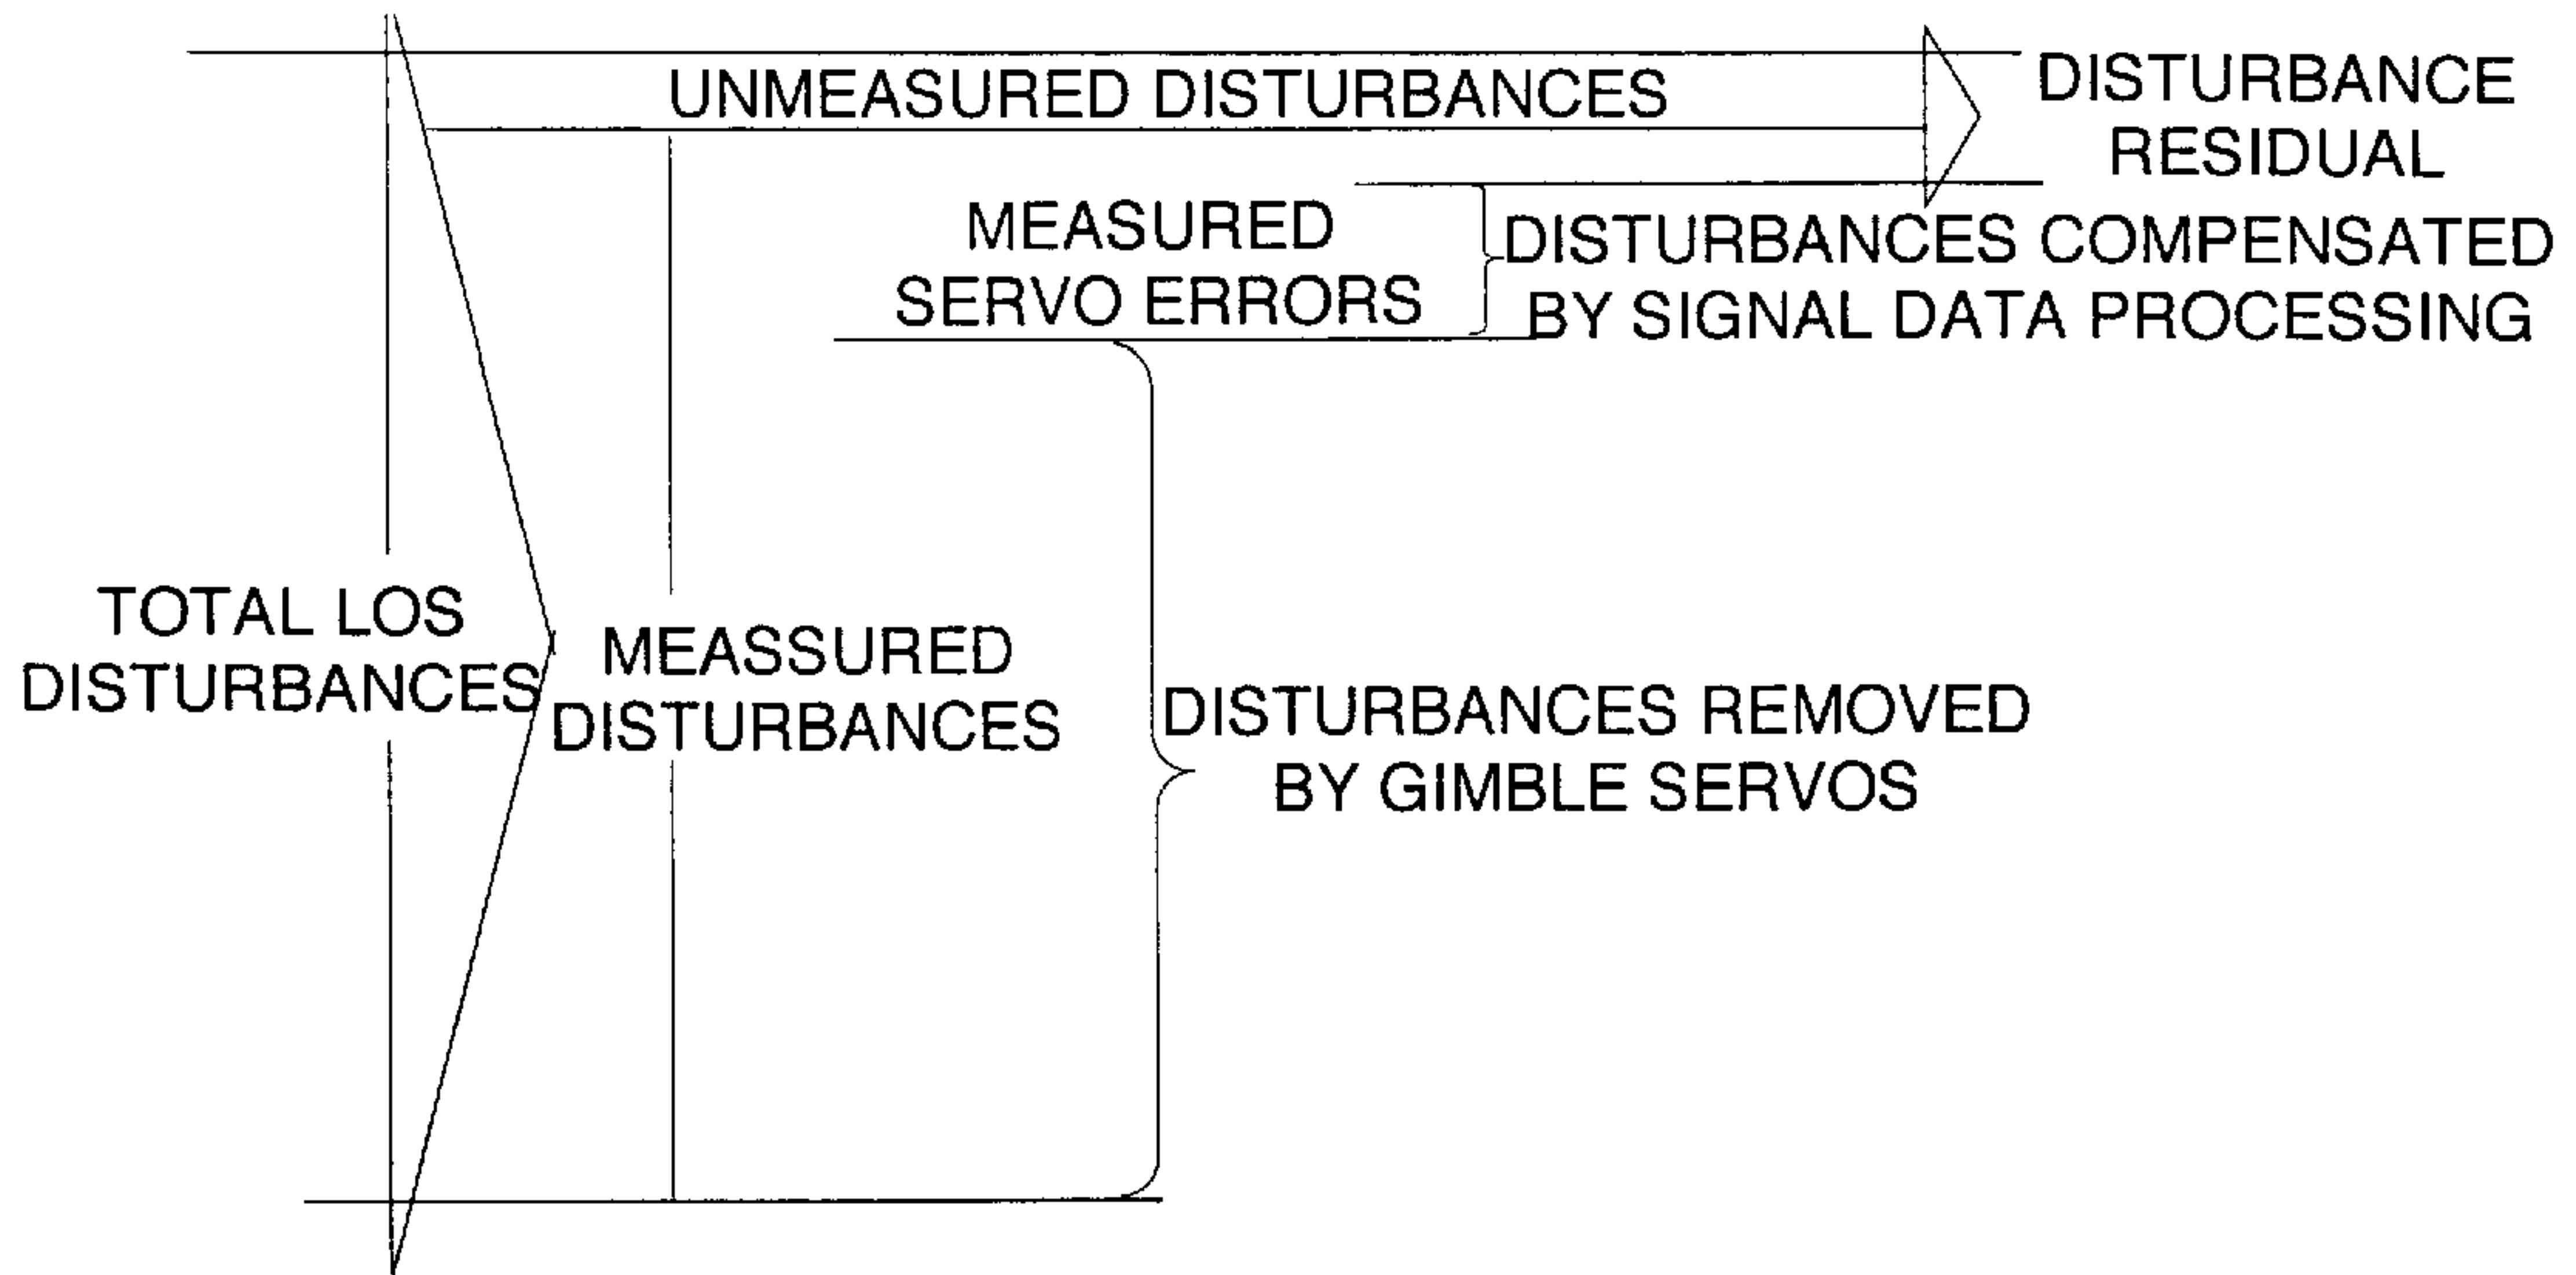 UNMEASURED DISTURBANCES
DISTURBANCE
RESIDUAL
MEASURED
SERVO ERRORS
DISTURBANCES COMPENSATED
BY SIGNAL DATA PROCESSING
TOTAL LOS
DISTURBANCES
MEASSURED
DISTURBANCES
DISTURBANCES REMOVED
BY GIMBLE SERVOS